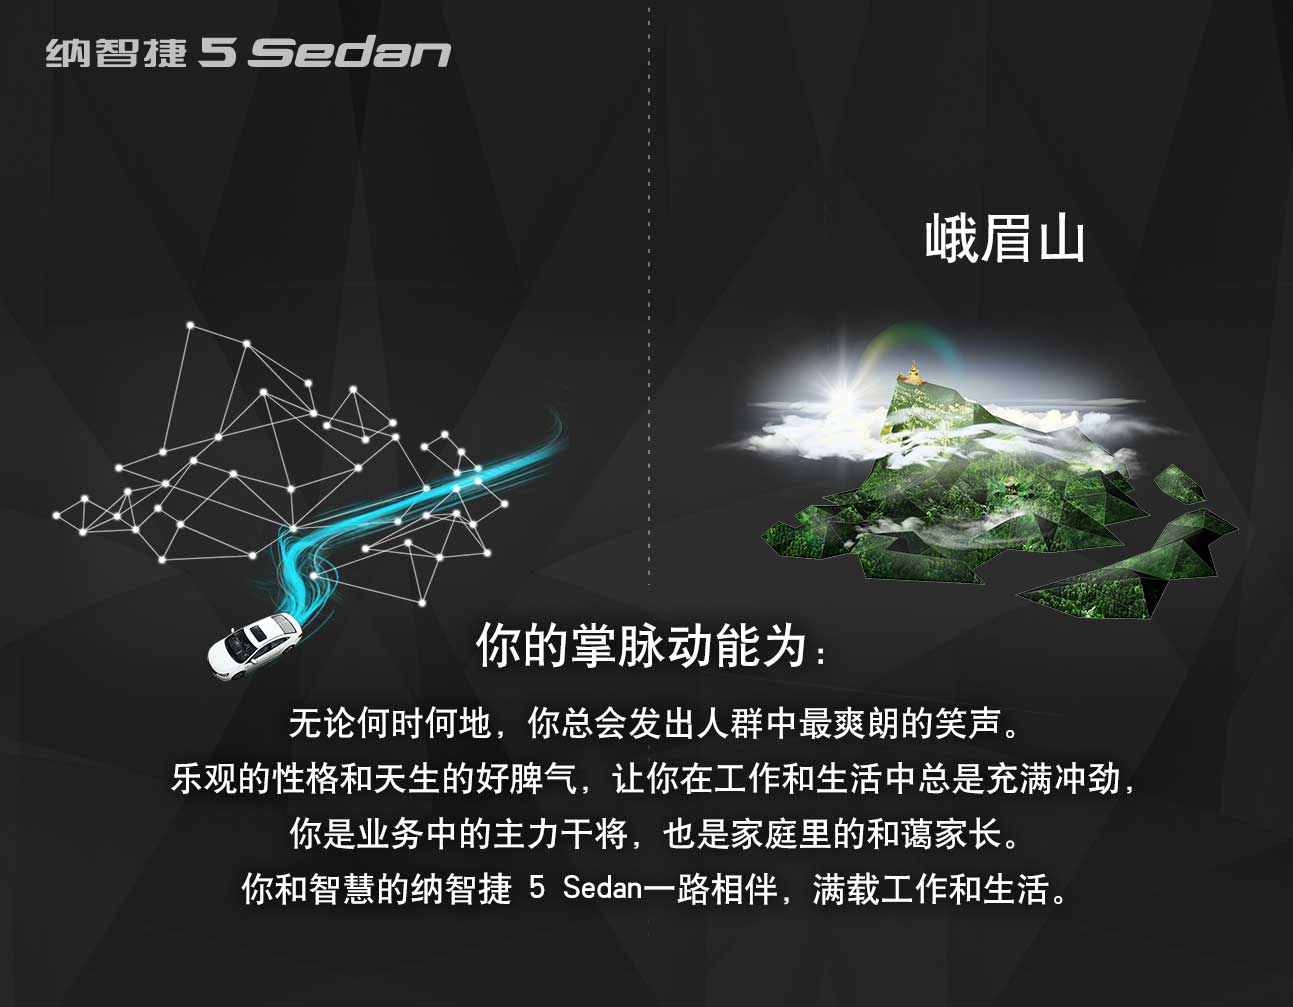 纳智捷 5 Sedan
峨眉山
你的掌脉动能为：
无论何时何地，你总会发出人群中最爽朗的笑声。
乐观的性格和天生的好脾气，让你在工作和生活中总是充满冲劲，
你是业务中的主力干将，也是家庭里的和蔼家长。
你和智慧的纳智捷 5 Sedan一路相伴，满载工作和生活。